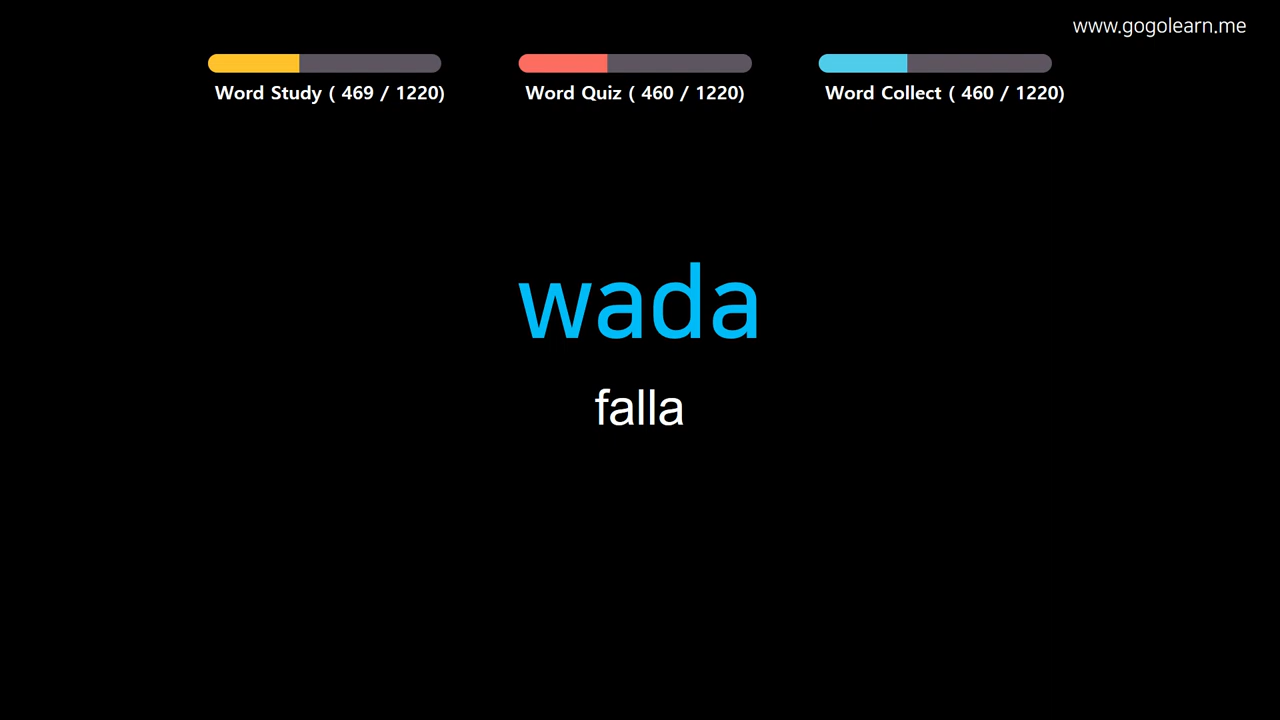 www.gogolearn.me
Word Study ( 469 / 1220)
Word Quiz ( 460 / 1220)
Word Collect ( 460 / 1220)
wada
falla